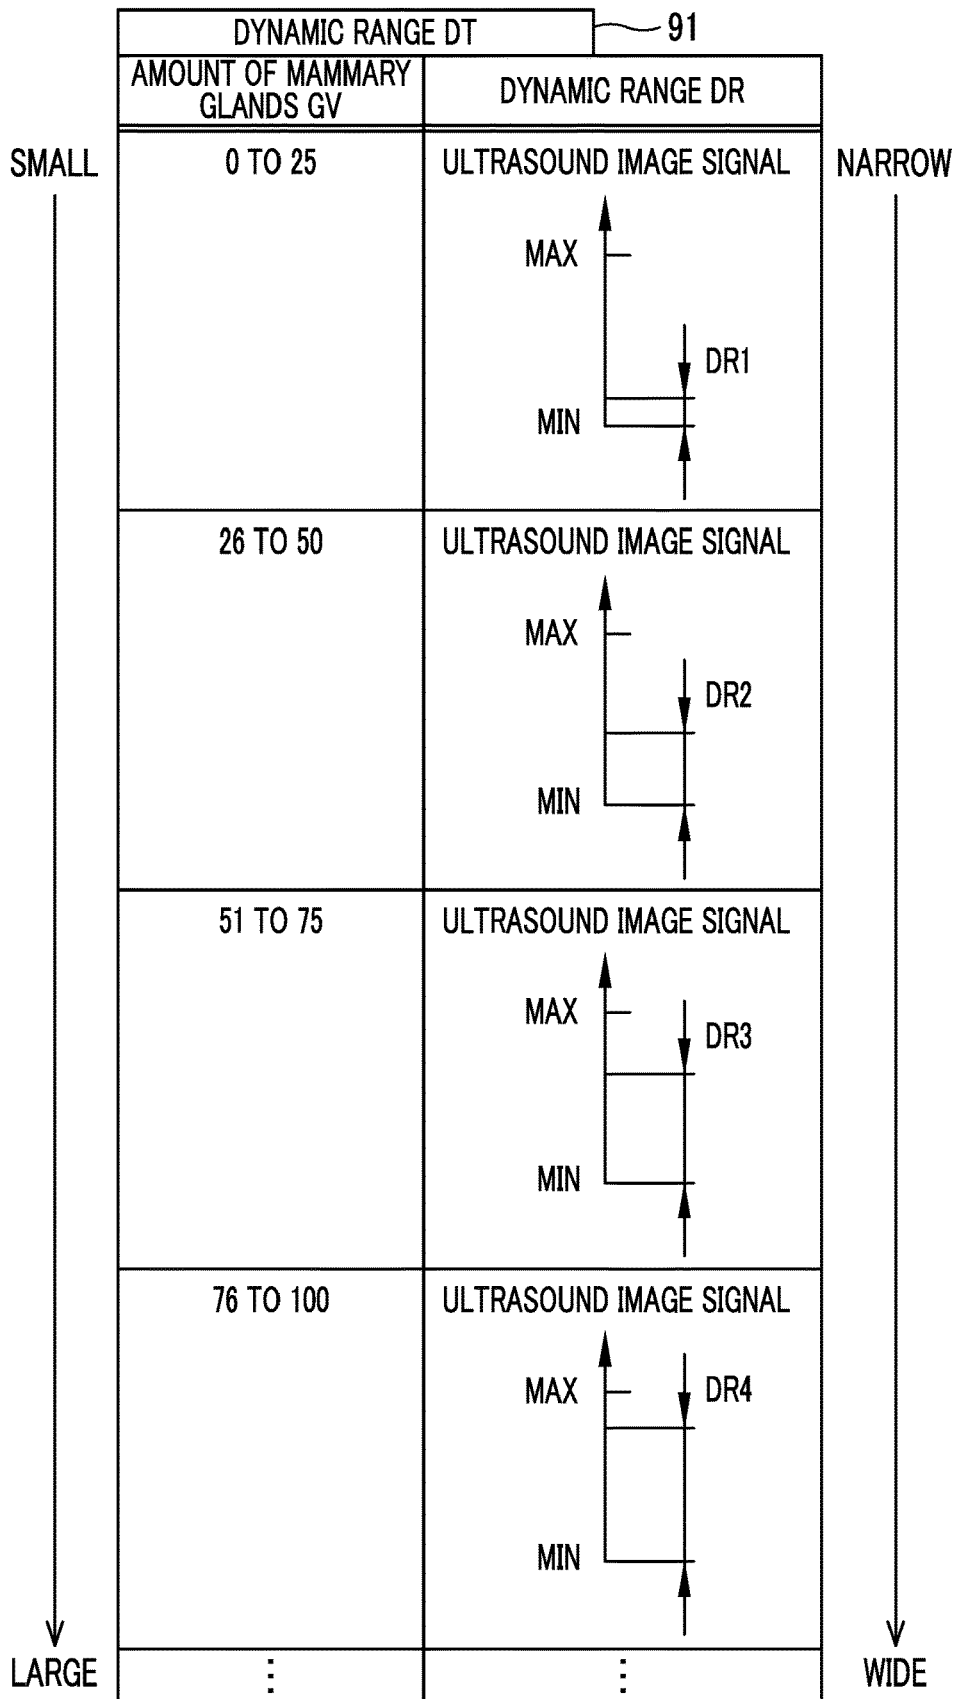 DYNAMIC RANGE DT
91
AMOUNT OF MAMMARY
GLANDS GV
DYNAMIC RANGE DR
SMALL
0 TO 25
ULTRASOUND IMAGE SIGNAL
NARROW
MAX
DR1
MIN
26 TO 50
ULTRASOUND IMAGE SIGNAL
MAX
DR2
MIN
51 TO 75
ULTRASOUND IMAGE SIGNAL
MAX
DR3
MIN
76 TO 100
ULTRASOUND IMAGE SIGNAL
MAX
DR4
MIN
LARGE
⋮
⋮
WIDE